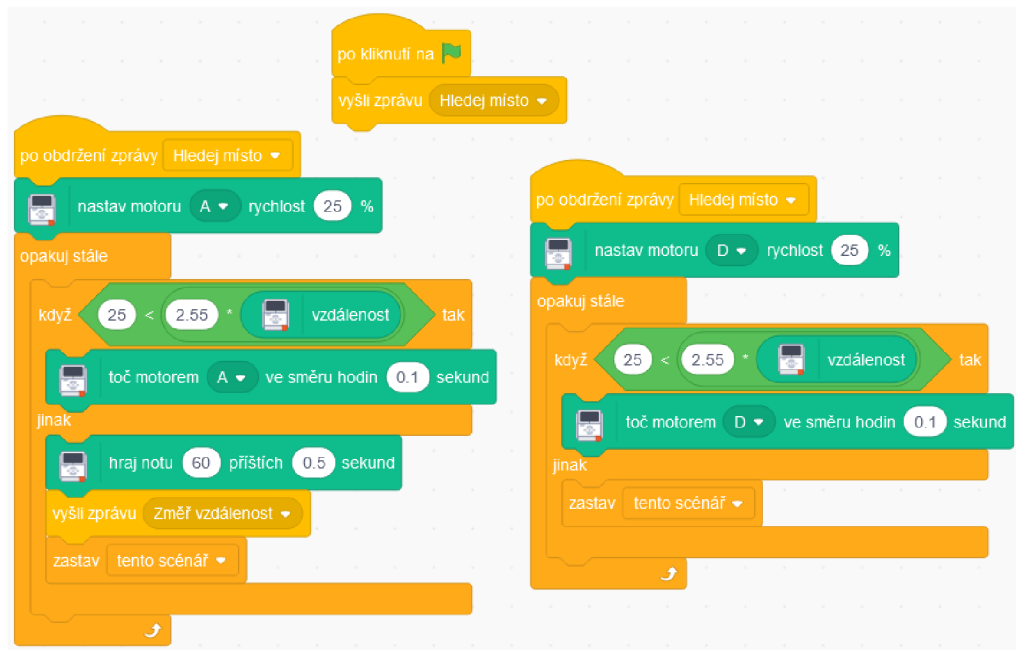 po kliknutí na
vyšli zprávu Hledej místo
po obdržení zprávy Hledej místo
nastav motoru A rychlost 25 %
opakuj stále
když 25 < 2.55 * vzdálenost tak
toč motorem A ve směru hodin 0.1 sekund
jinak
hraj notu 60 příštích 0.5 sekund
vyšli zprávu Změř vzdálenost
zastav tento scénář
po obdržení zprávy Hledej místo
nastav motoru D rychlost 25 %
opakuj stále
když 25 < 2.55 * vzdálenost tak
toč motorem D ve směru hodin 0.1 sekund
jinak
zastav tento scénář